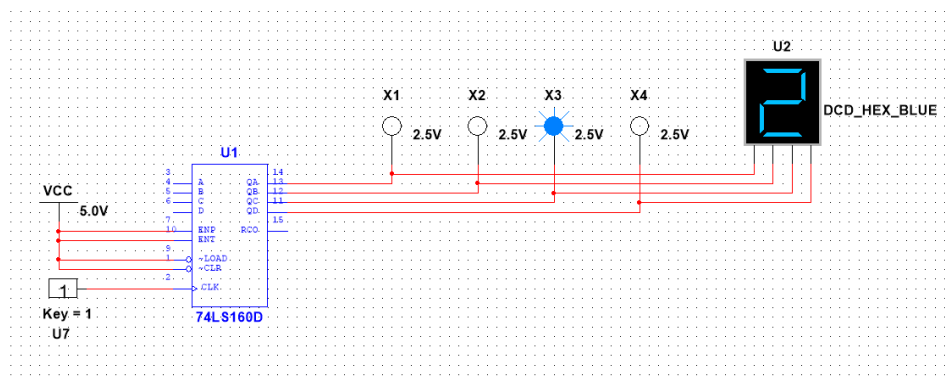 U2
X1 X2 X3 X4
2
2.5V 2.5V 2.5V 2.5V
DCD_HEX_BLUE
U1
3 14
4 A QA 13
5 B QB 12
6 C QC 11
D QD
VCC
5.0V
7 15
10 ENP RCO
ENT
9
1 ~LOAD
~CLR
2
1 CLK
Key = 1
74LS160D
U7